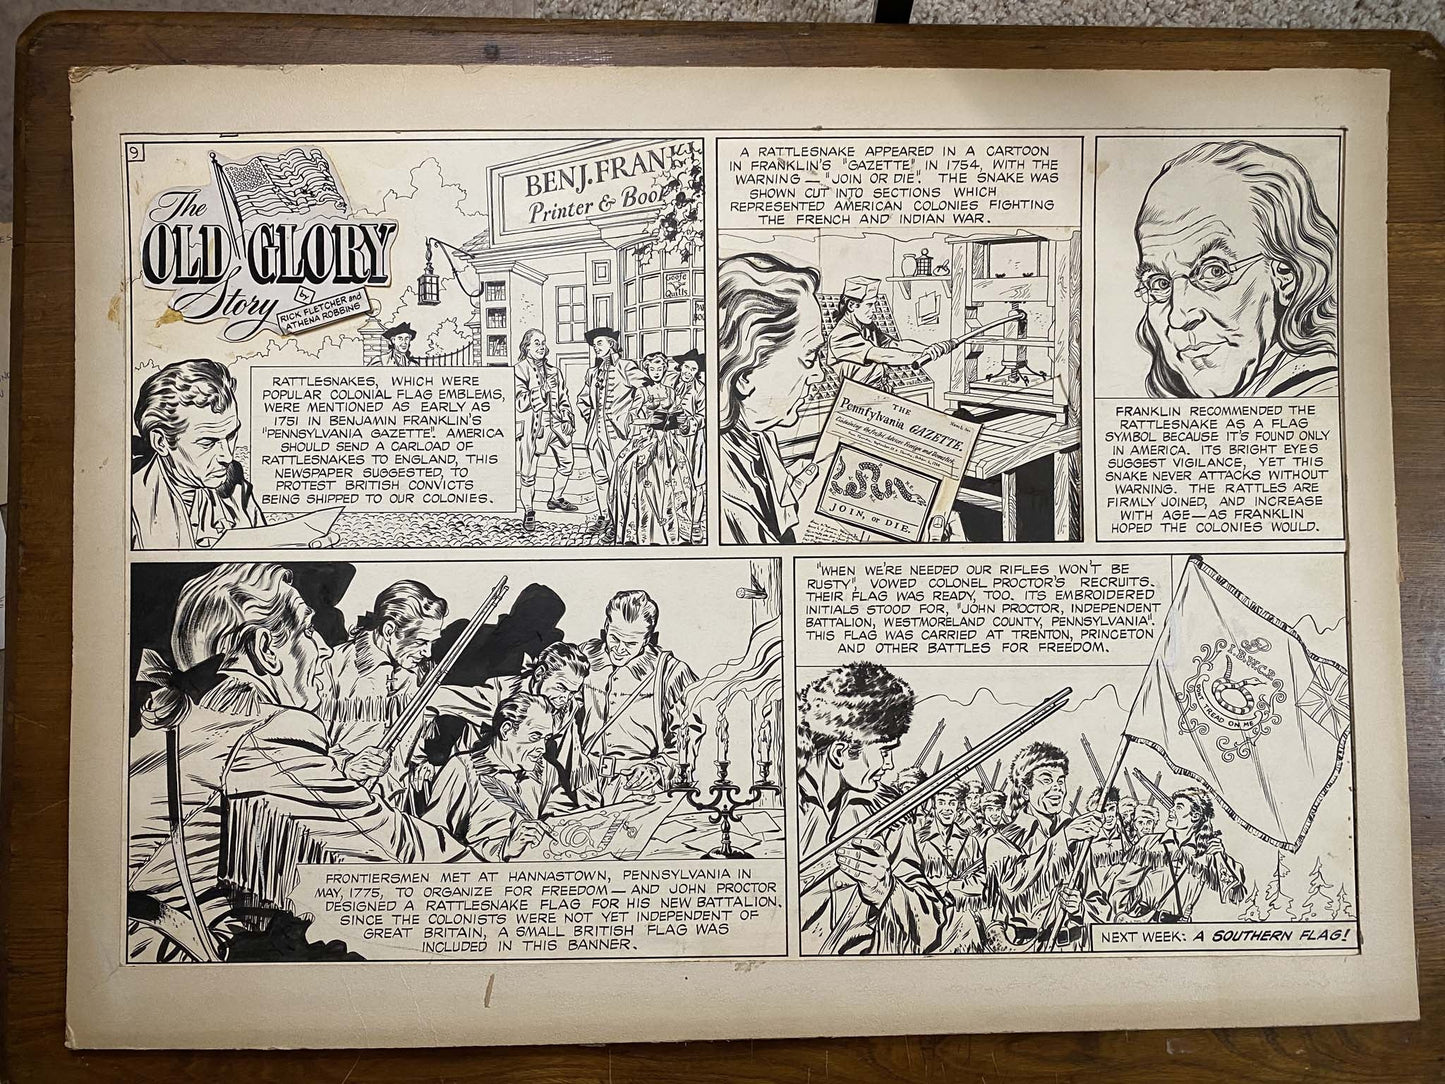 9
The
OLD GLORY
Story
by
RICK FLETCHER and
ATHENA ROBBINS
BENJ. FRANK
Printer & Book
Goose
Quills
RATTLESNAKES, WHICH WERE
POPULAR COLONIAL FLAG EMBLEMS,
WERE MENTIONED AS EARLY AS
1751 IN BENJAMIN FRANKLIN'S
"PENNSYLVANIA GAZETTE". AMERICA
SHOULD SEND A CARLOAD OF
RATTLESNAKES TO ENGLAND, THIS
NEWSPAPER SUGGESTED, TO
PROTEST BRITISH CONVICTS
BEING SHIPPED TO OUR COLONIES.
A RATTLESNAKE APPEARED IN A CARTOON
IN FRANKLIN'S "GAZETTE" IN 1754, WITH THE
WARNING — "JOIN OR DIE". THE SNAKE WAS
SHOWN CUT INTO SECTIONS WHICH
REPRESENTED AMERICAN COLONIES FIGHTING
THE FRENCH AND INDIAN WAR.
THE
Pennsylvania GAZETTE.
JOIN, or DIE.
FRANKLIN RECOMMENDED THE
RATTLESNAKE AS A FLAG
SYMBOL BECAUSE IT'S FOUND ONLY
IN AMERICA. ITS BRIGHT EYES
SUGGEST VIGILANCE, YET THIS
SNAKE NEVER ATTACKS WITHOUT
WARNING. THE RATTLES ARE
FIRMLY JOINED, AND INCREASE
WITH AGE — AS FRANKLIN
HOPED THE COLONIES WOULD.
FRONTIERSMEN MET AT HANNASTOWN, PENNSYLVANIA IN
MAY, 1775, TO ORGANIZE FOR FREEDOM — AND JOHN PROCTOR
DESIGNED A RATTLESNAKE FLAG FOR HIS NEW BATTALION.
SINCE THE COLONISTS WERE NOT YET INDEPENDENT OF
GREAT BRITAIN, A SMALL BRITISH FLAG WAS
INCLUDED IN THIS BANNER.
"WHEN WE'RE NEEDED OUR RIFLES WON'T BE
RUSTY", VOWED COLONEL PROCTOR'S RECRUITS.
THEIR FLAG WAS READY, TOO. ITS EMBROIDERED
INITIALS STOOD FOR, "JOHN PROCTOR, INDEPENDENT
BATTALION, WESTMORELAND COUNTY, PENNSYLVANIA".
THIS FLAG WAS CARRIED AT TRENTON, PRINCETON
AND OTHER BATTLES FOR FREEDOM.
I.B.W.C.P.
DONT TREAD ON ME
NEXT WEEK: A SOUTHERN FLAG!